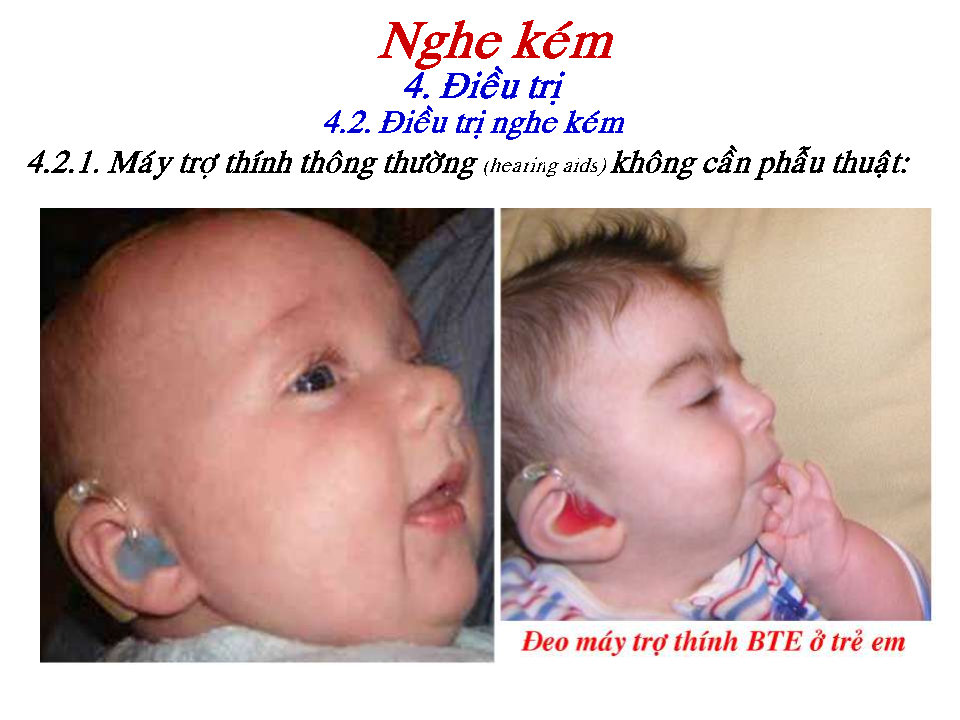 Nghe kém
4. Điều trị
4.2. Điều trị nghe kém
4.2.1. Máy trợ thính thông thường (hearing aids) không cần phẫu thuật:
Đeo máy trợ thính BTE ở trẻ em